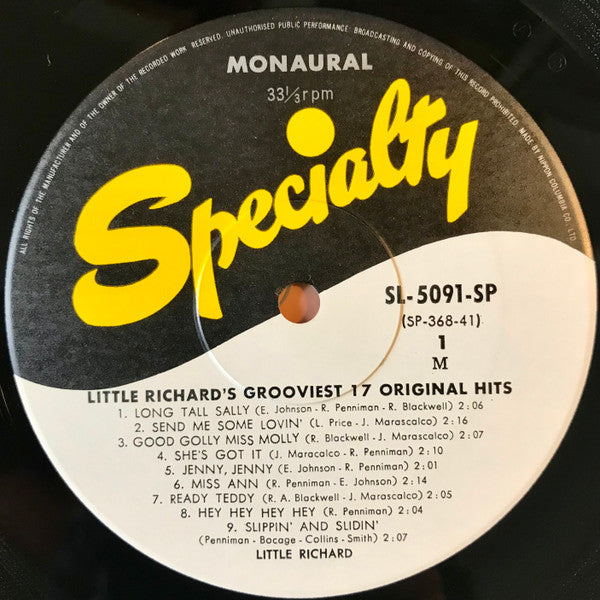 ALL RIGHTS OF THE MANUFACTURER AND OF THE OWNER OF THE RECORDED WORK RESERVED. UNAUTHORISED PUBLIC PERFORMANCE, BROADCASTING AND COPYING OF THIS RECORD PROHIBITED. MADE BY NIPPON COLUMBIA CO., LTD.
MONAURAL
33⅓rpm
Specialty
SL-5091-SP
(SP-368-41)
1
M
LITTLE RICHARD'S GROOVIEST 17 ORIGINAL HITS
1. LONG TALL SALLY (E. Johnson - R. Penniman - R. Blackwell) 2:06
2. SEND ME SOME LOVIN' (L. Price - J. Marascalco) 2:16
3. GOOD GOLLY MISS MOLLY (R. Blackwell - J. Marascalco) 2:07
4. SHE'S GOT IT (J. Maracalco - R. Penniman) 2:10
5. JENNY, JENNY (E. Johnson - R. Penniman) 2:01
6. MISS ANN (R. Penniman - E. Johnson) 2:14
7. READY TEDDY (R. A. Blackwell - J. Marascalco) 2:05
8. HEY HEY HEY HEY (R. Penniman) 2:04
9. SLIPPIN' AND SLIDIN'
(Penniman - Bocage - Collins - Smith) 2:07
LITTLE RICHARD